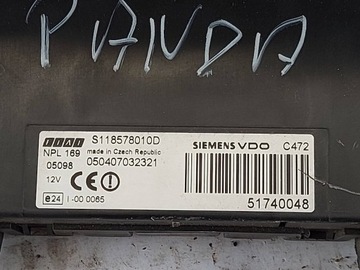 PANDA
FIAT S118578010D SIEMENS VDO C472
NPL 169 made in Czech Republic
05098 050407032321
12V CE !
e24 I-00 0065 51740048